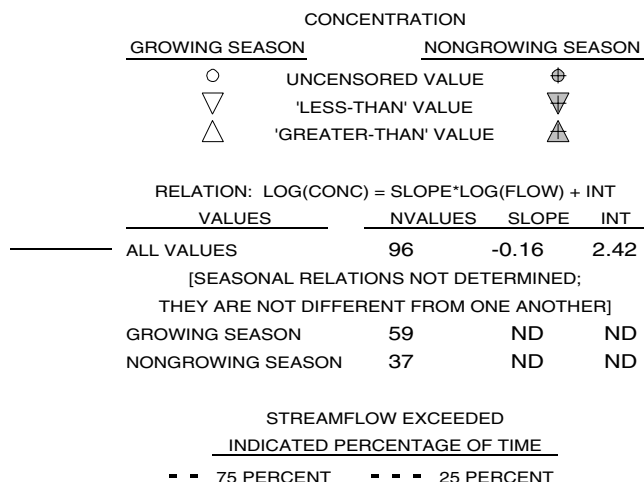 CONCENTRATION
GROWING SEASON NONGROWING SEASON
UNCENSORED VALUE
'LESS-THAN' VALUE
'GREATER-THAN' VALUE
RELATION: LOG(CONC) = SLOPE*LOG(FLOW) + INT
VALUES NVALUES SLOPE INT
ALL VALUES 96 -0.16 2.42
[SEASONAL RELATIONS NOT DETERMINED;
THEY ARE NOT DIFFERENT FROM ONE ANOTHER]
GROWING SEASON 59 ND ND
NONGROWING SEASON 37 ND ND
STREAMFLOW EXCEEDED
INDICATED PERCENTAGE OF TIME
75 PERCENT 25 PERCENT